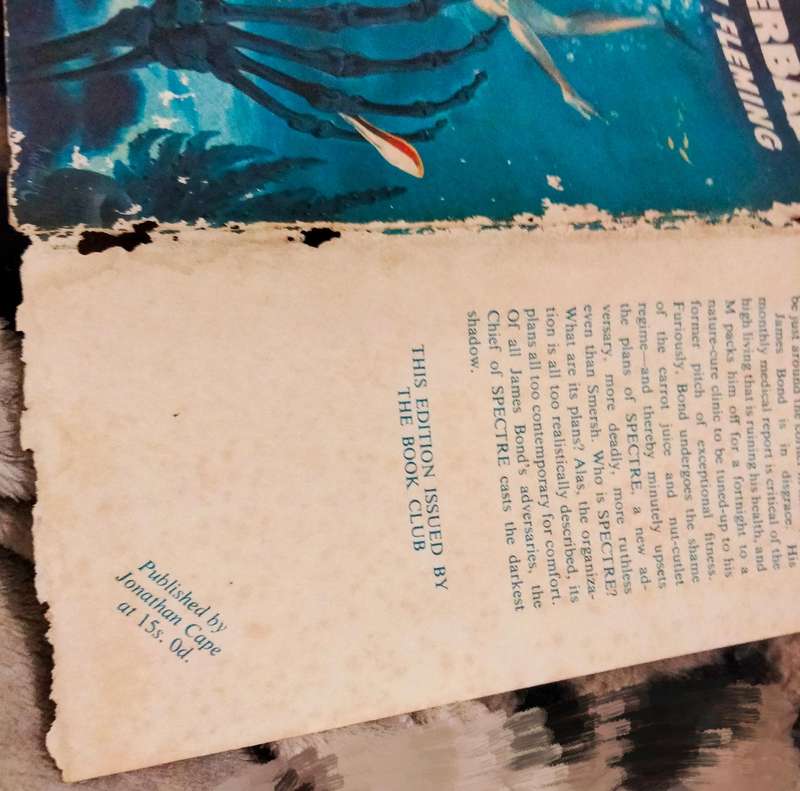 ERBA
FLEMING
be just around the
James Bond is in disgrace. His
monthly medical report is critical of the
high living that is ruining his health, and
M packs him off for a fortnight to a
nature-cure clinic to be tuned-up to his
former pitch of exceptional fitness.
Furiously, Bond undergoes the shame
of the carrot juice and nut-cutlet
regime—and thereby minutely upsets
the plans of SPECTRE, a new ad-
versary, more deadly, more ruthless
even than Smersh. Who is SPECTRE?
What are its plans? Alas, the organiza-
tion is all too realistically described, its
plans all too contemporary for comfort.
Of all James Bond's adversaries, the
Chief of SPECTRE casts the darkest
shadow.
THIS EDITION ISSUED BY
THE BOOK CLUB
Published by
Jonathan Cape
at 15s. 0d.